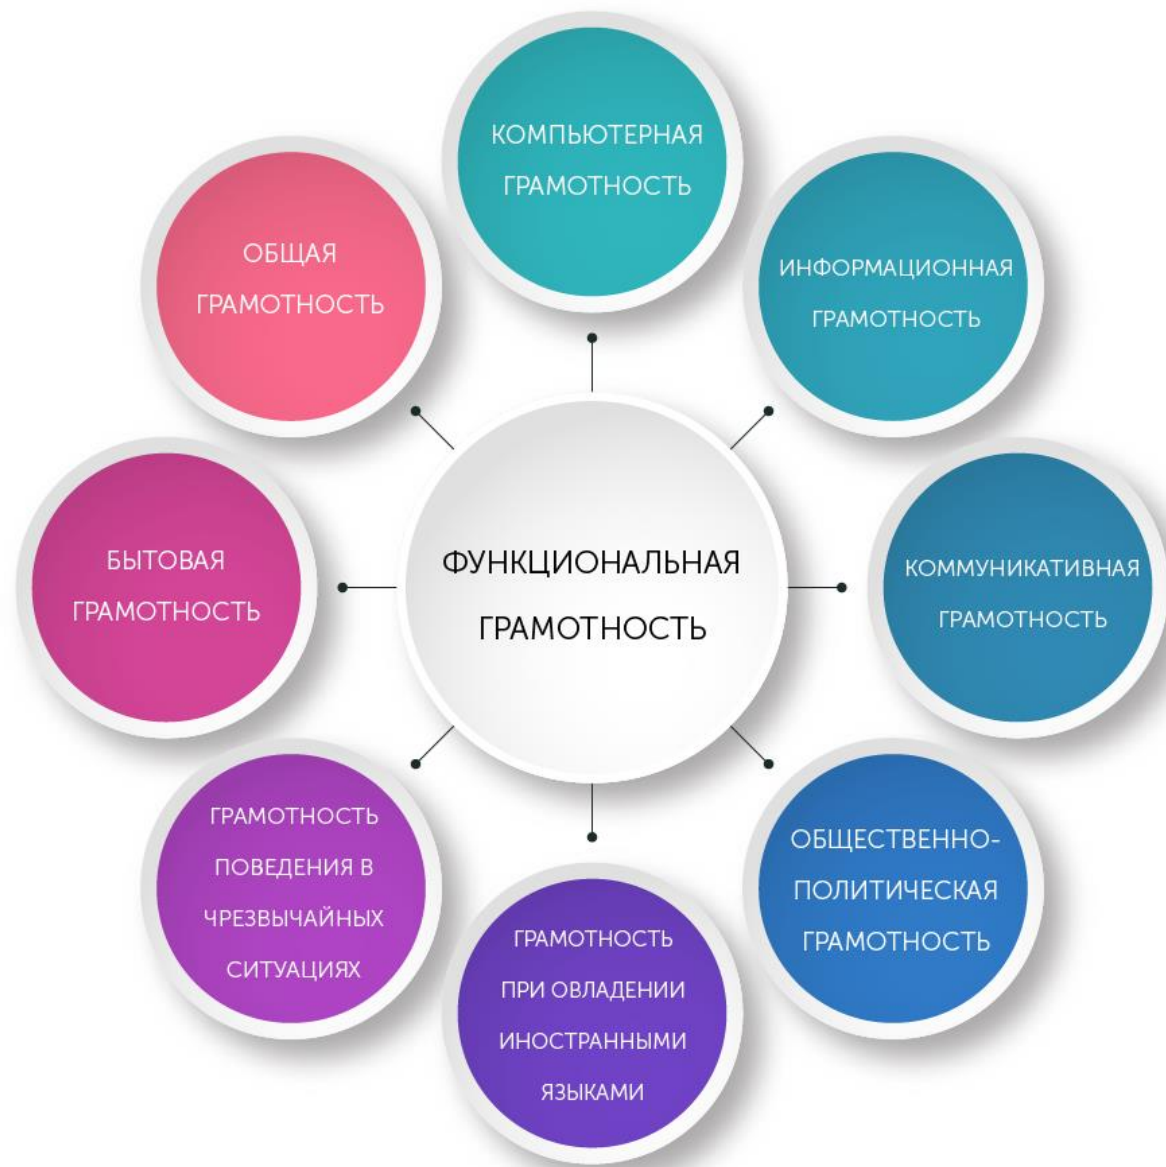 КОМПЬЮТЕРНАЯ
ГРАМОТНОСТЬ
ИНФОРМАЦИОННАЯ
ГРАМОТНОСТЬ
КОММУНИКАТИВНАЯ
ГРАМОТНОСТЬ
ОБЩЕСТВЕННО-
ПОЛИТИЧЕСКАЯ
ГРАМОТНОСТЬ
ГРАМОТНОСТЬ
ПРИ ОВЛАДЕНИИ
ИНОСТРАННЫМИ
ЯЗЫКАМИ
ГРАМОТНОСТЬ
ПОВЕДЕНИЯ В
ЧРЕЗВЫЧАЙНЫХ
СИТУАЦИЯХ
БЫТОВАЯ
ГРАМОТНОСТЬ
ОБЩАЯ
ГРАМОТНОСТЬ
ФУНКЦИОНАЛЬНАЯ
ГРАМОТНОСТЬ